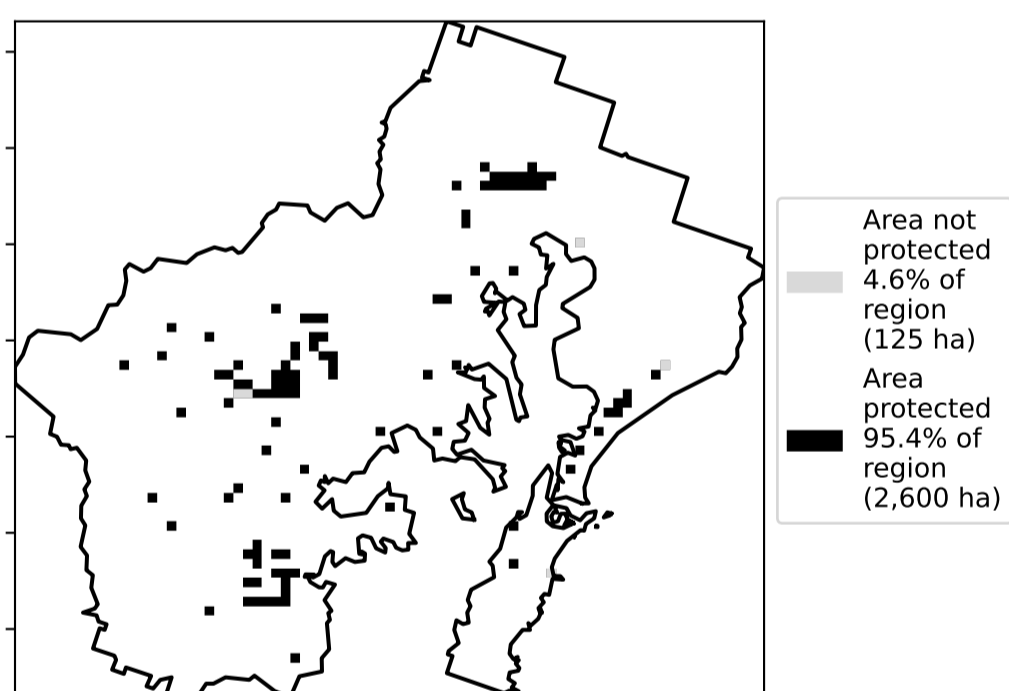 Area not
protected
4.6% of
region
(125 ha)
Area
protected
95.4% of
region
(2,600 ha)